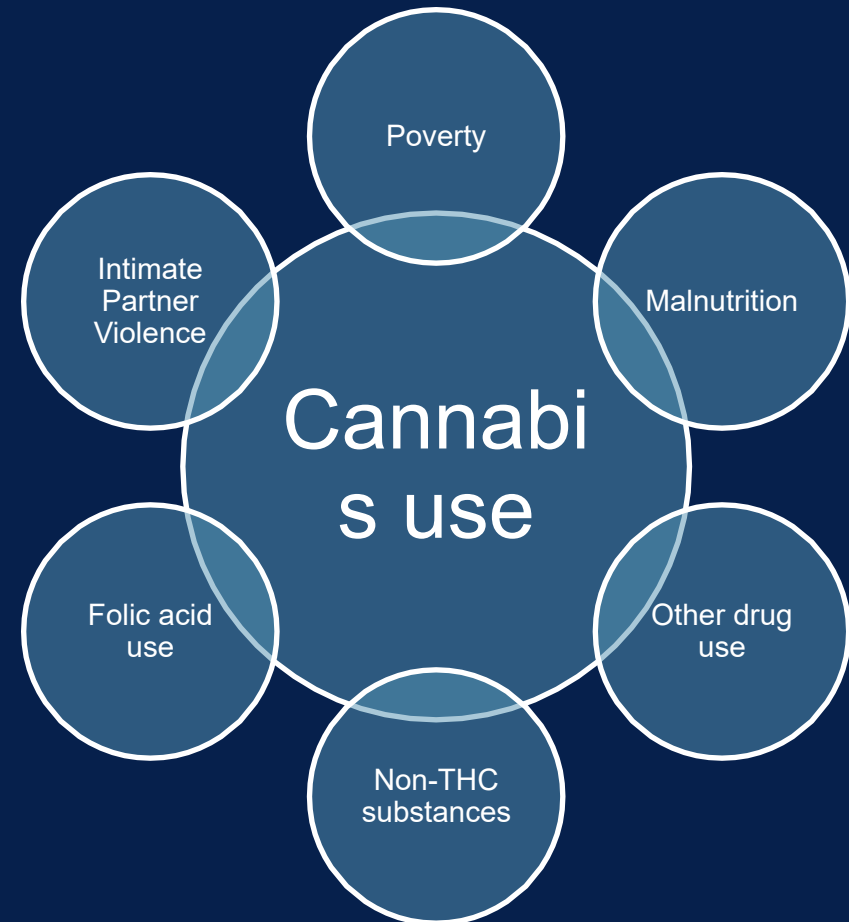 Poverty
Intimate
Partner
Violence
Malnutrition
Cannabi
s use
Folic acid
use
Other drug
use
Non-THC
substances